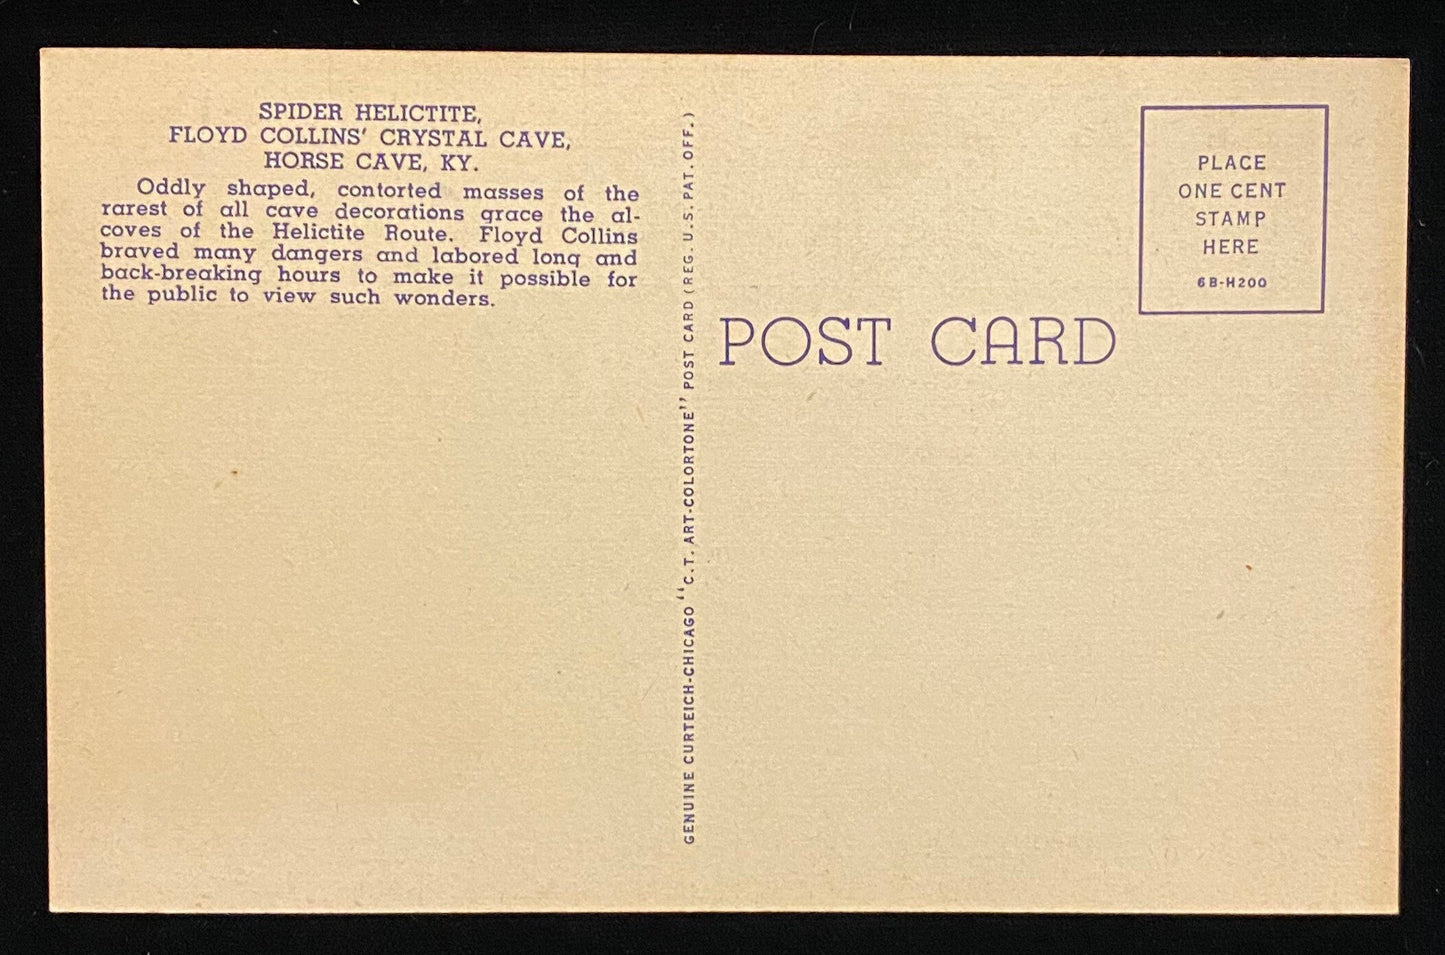 SPIDER HELICTITE,
FLOYD COLLINS' CRYSTAL CAVE,
HORSE CAVE, KY.
Oddly shaped, contorted masses of the
rarest of all cave decorations grace the al-
coves of the Helictite Route. Floyd Collins
braved many dangers and labored long and
back-breaking hours to make it possible for
the public to view such wonders.
GENUINE CURTEICH-CHICAGO "C.T. ART-COLORTONE" POST CARD (REG. U.S. PAT. OFF.)
POST CARD
PLACE
ONE CENT
STAMP
HERE
6B-H200